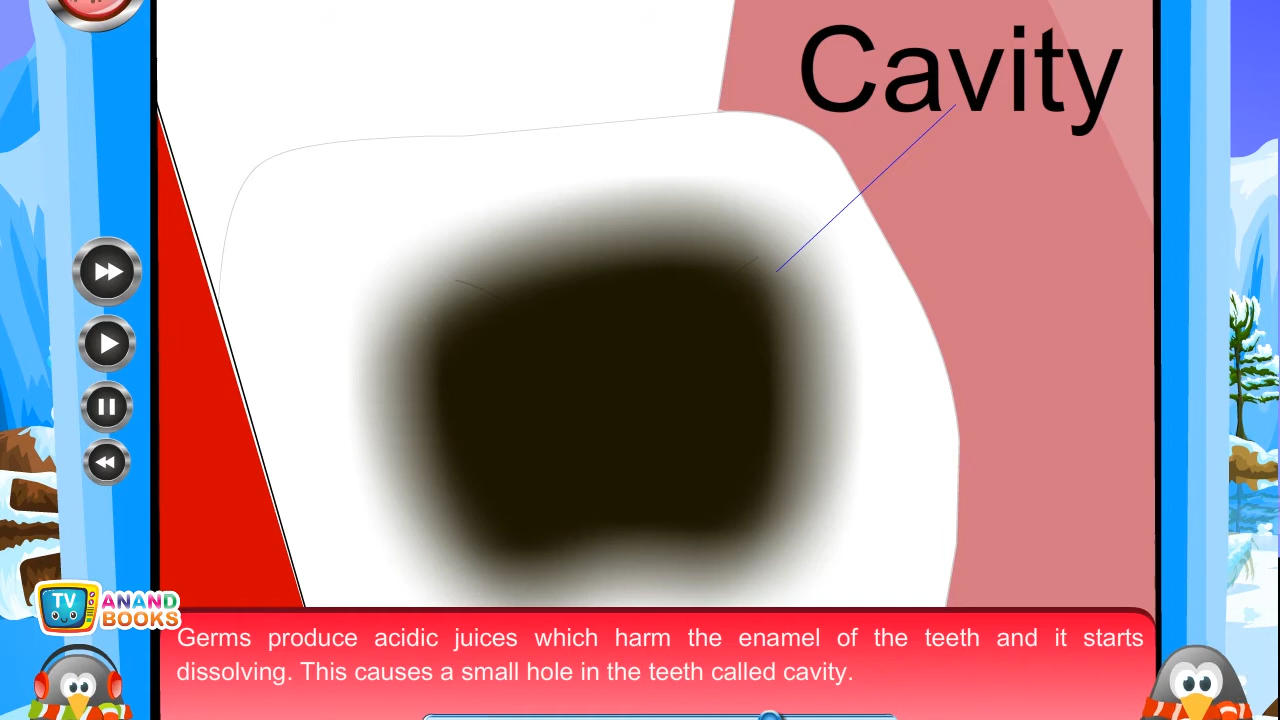 Cavity
TV
ANAND
BOOKS
Germs produce acidic juices which harm the enamel of the teeth and it starts
dissolving. This causes a small hole in the teeth called cavity.